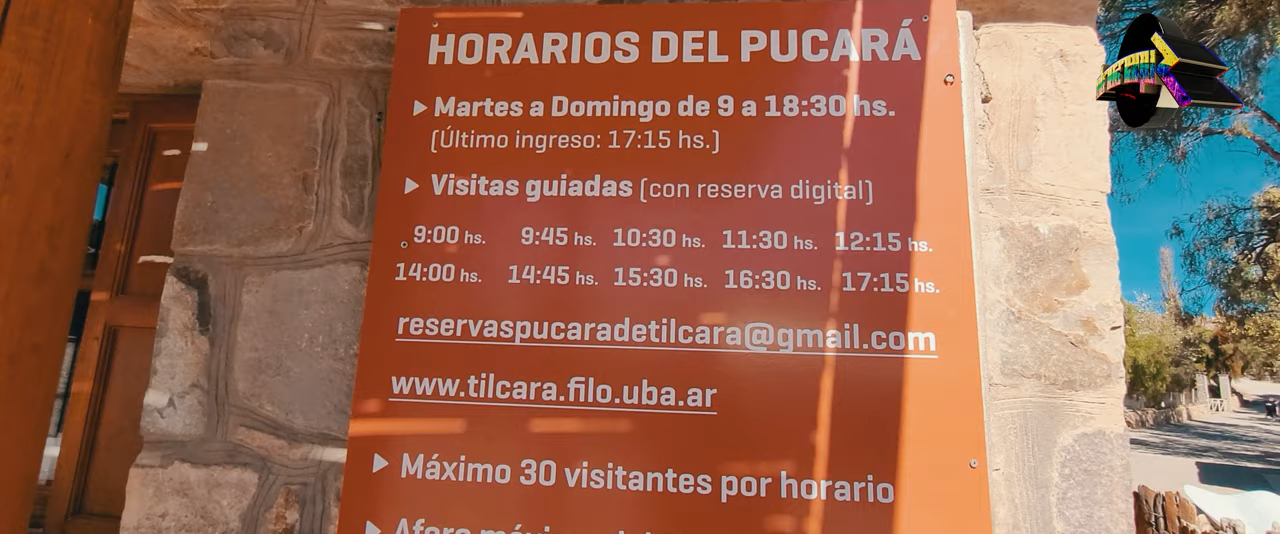 HORARIOS DEL PUCARÁ
▸ Martes a Domingo de 9 a 18:30 hs.
(Último ingreso: 17:15 hs.)
▸ Visitas guiadas (con reserva digital)
9:00 hs. 9:45 hs. 10:30 hs. 11:30 hs. 12:15 hs.
14:00 hs. 14:45 hs. 15:30 hs. 16:30 hs. 17:15 hs.
reservaspucaradetilcara@gmail.com
www.tilcara.filo.uba.ar
▸ Máximo 30 visitantes por horario